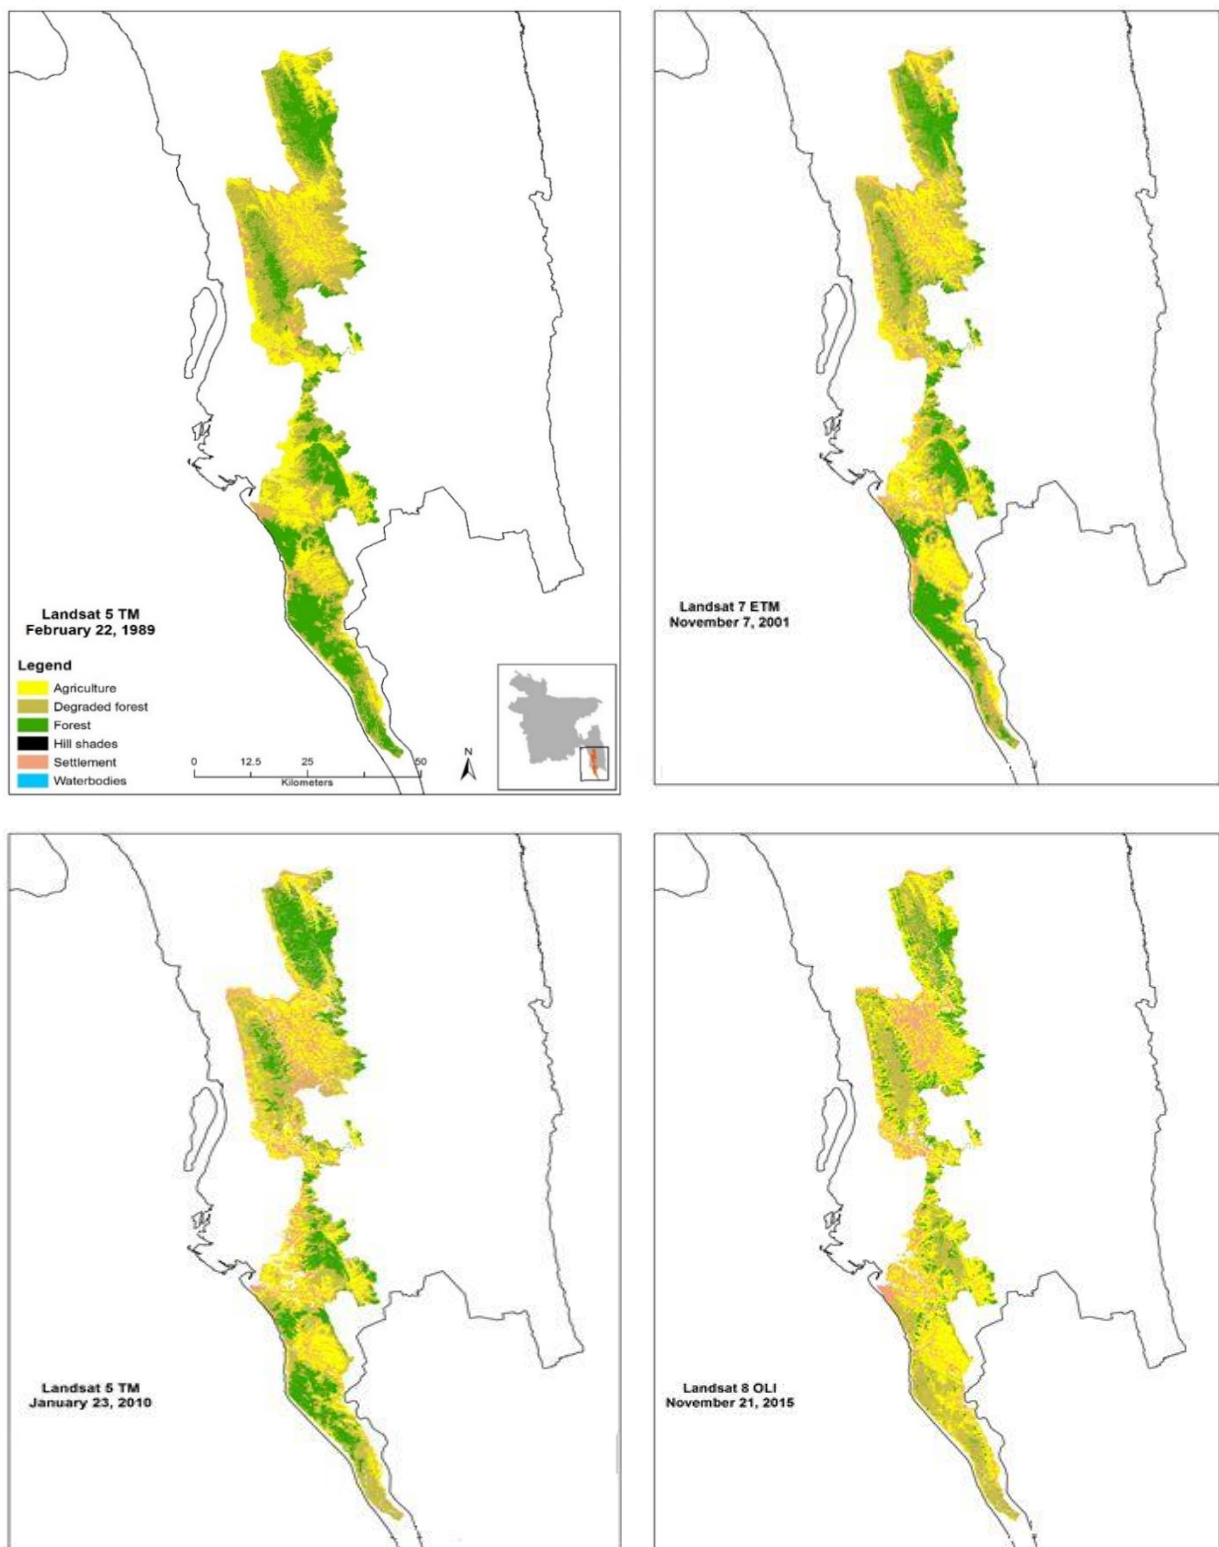 Landsat 5 TM
February 22, 1989
Legend
Agriculture
Degraded forest
Forest
Hill shades
Settlement
Waterbodies
0 12.5 25 50
Kilometers
N
Landsat 7 ETM
November 7, 2001
Landsat 5 TM
January 23, 2010
Landsat 8 OLI
November 21, 2015